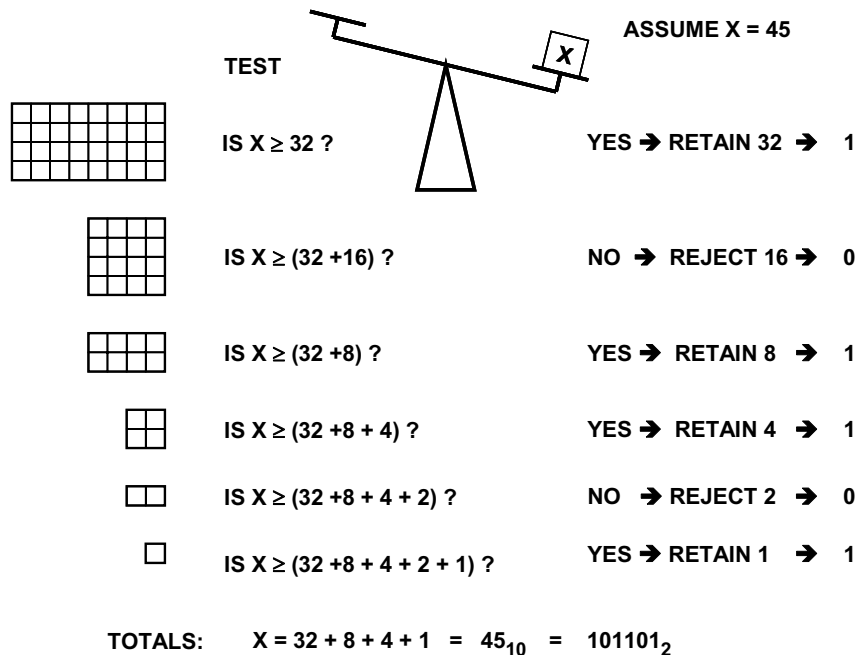 ASSUME X = 45
X
TEST
IS X ≥ 32 ? YES ➔ RETAIN 32 ➔ 1
IS X ≥ (32 +16) ? NO ➔ REJECT 16 ➔ 0
IS X ≥ (32 +8) ? YES ➔ RETAIN 8 ➔ 1
IS X ≥ (32 +8 + 4) ? YES ➔ RETAIN 4 ➔ 1
IS X ≥ (32 +8 + 4 + 2) ? NO ➔ REJECT 2 ➔ 0
IS X ≥ (32 +8 + 4 + 2 + 1) ? YES ➔ RETAIN 1 ➔ 1
TOTALS: X = 32 + 8 + 4 + 1 = 45₁₀ = 101101₂